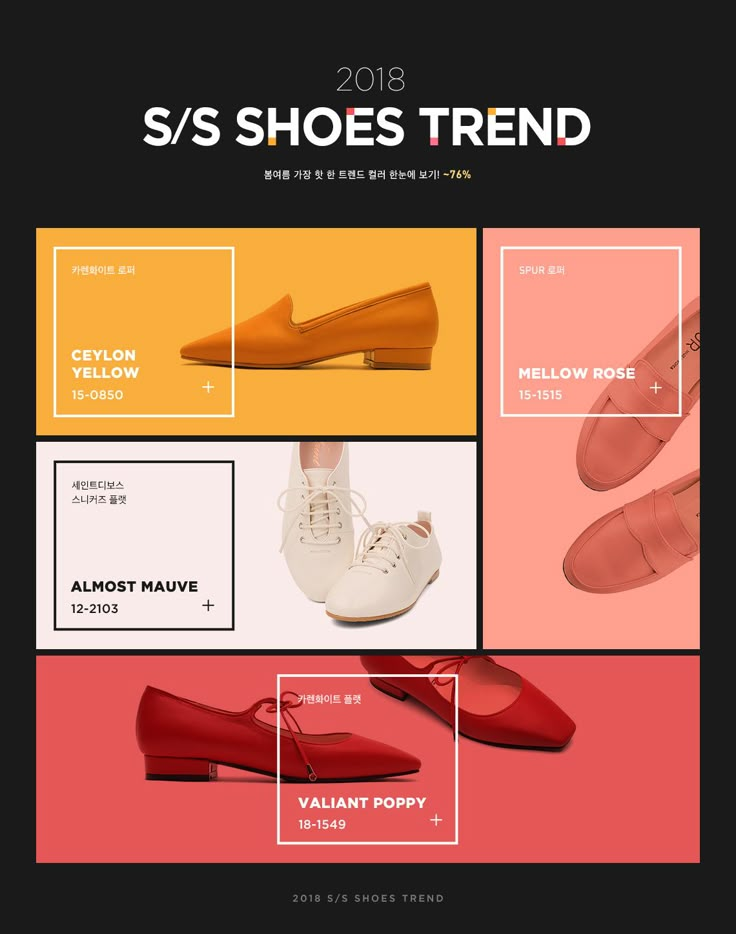 2018
S/S SHOES TREND
봄여름 가장 핫 한 트렌드 컬러 한눈에 보기! ~76%
카렌화이트 로퍼
CEYLON
YELLOW
15-0850
+
SPUR 로퍼
MELLOW ROSE
15-1515
+
세인트디보스
스니커즈 플랫
ALMOST MAUVE
12-2103
+
카렌화이트 플랫
VALIANT POPPY
18-1549
+
2018 S/S SHOES TREND